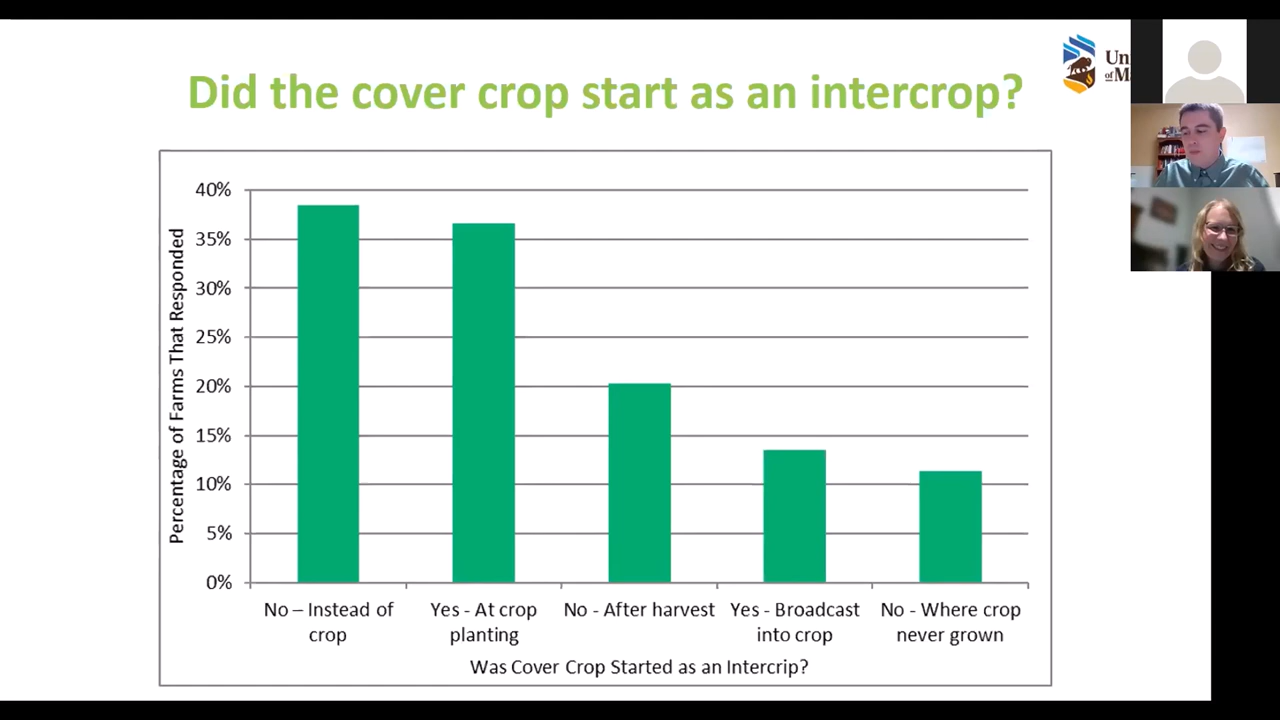 Did the cover crop start as an intercrop?
Un
of M
40%
35%
30%
25%
20%
15%
10%
5%
0%
Percentage of Farms That Responded
No – Instead of crop
Yes - At crop planting
No - After harvest
Yes - Broadcast into crop
No - Where crop never grown
Was Cover Crop Started as an Intercrip?